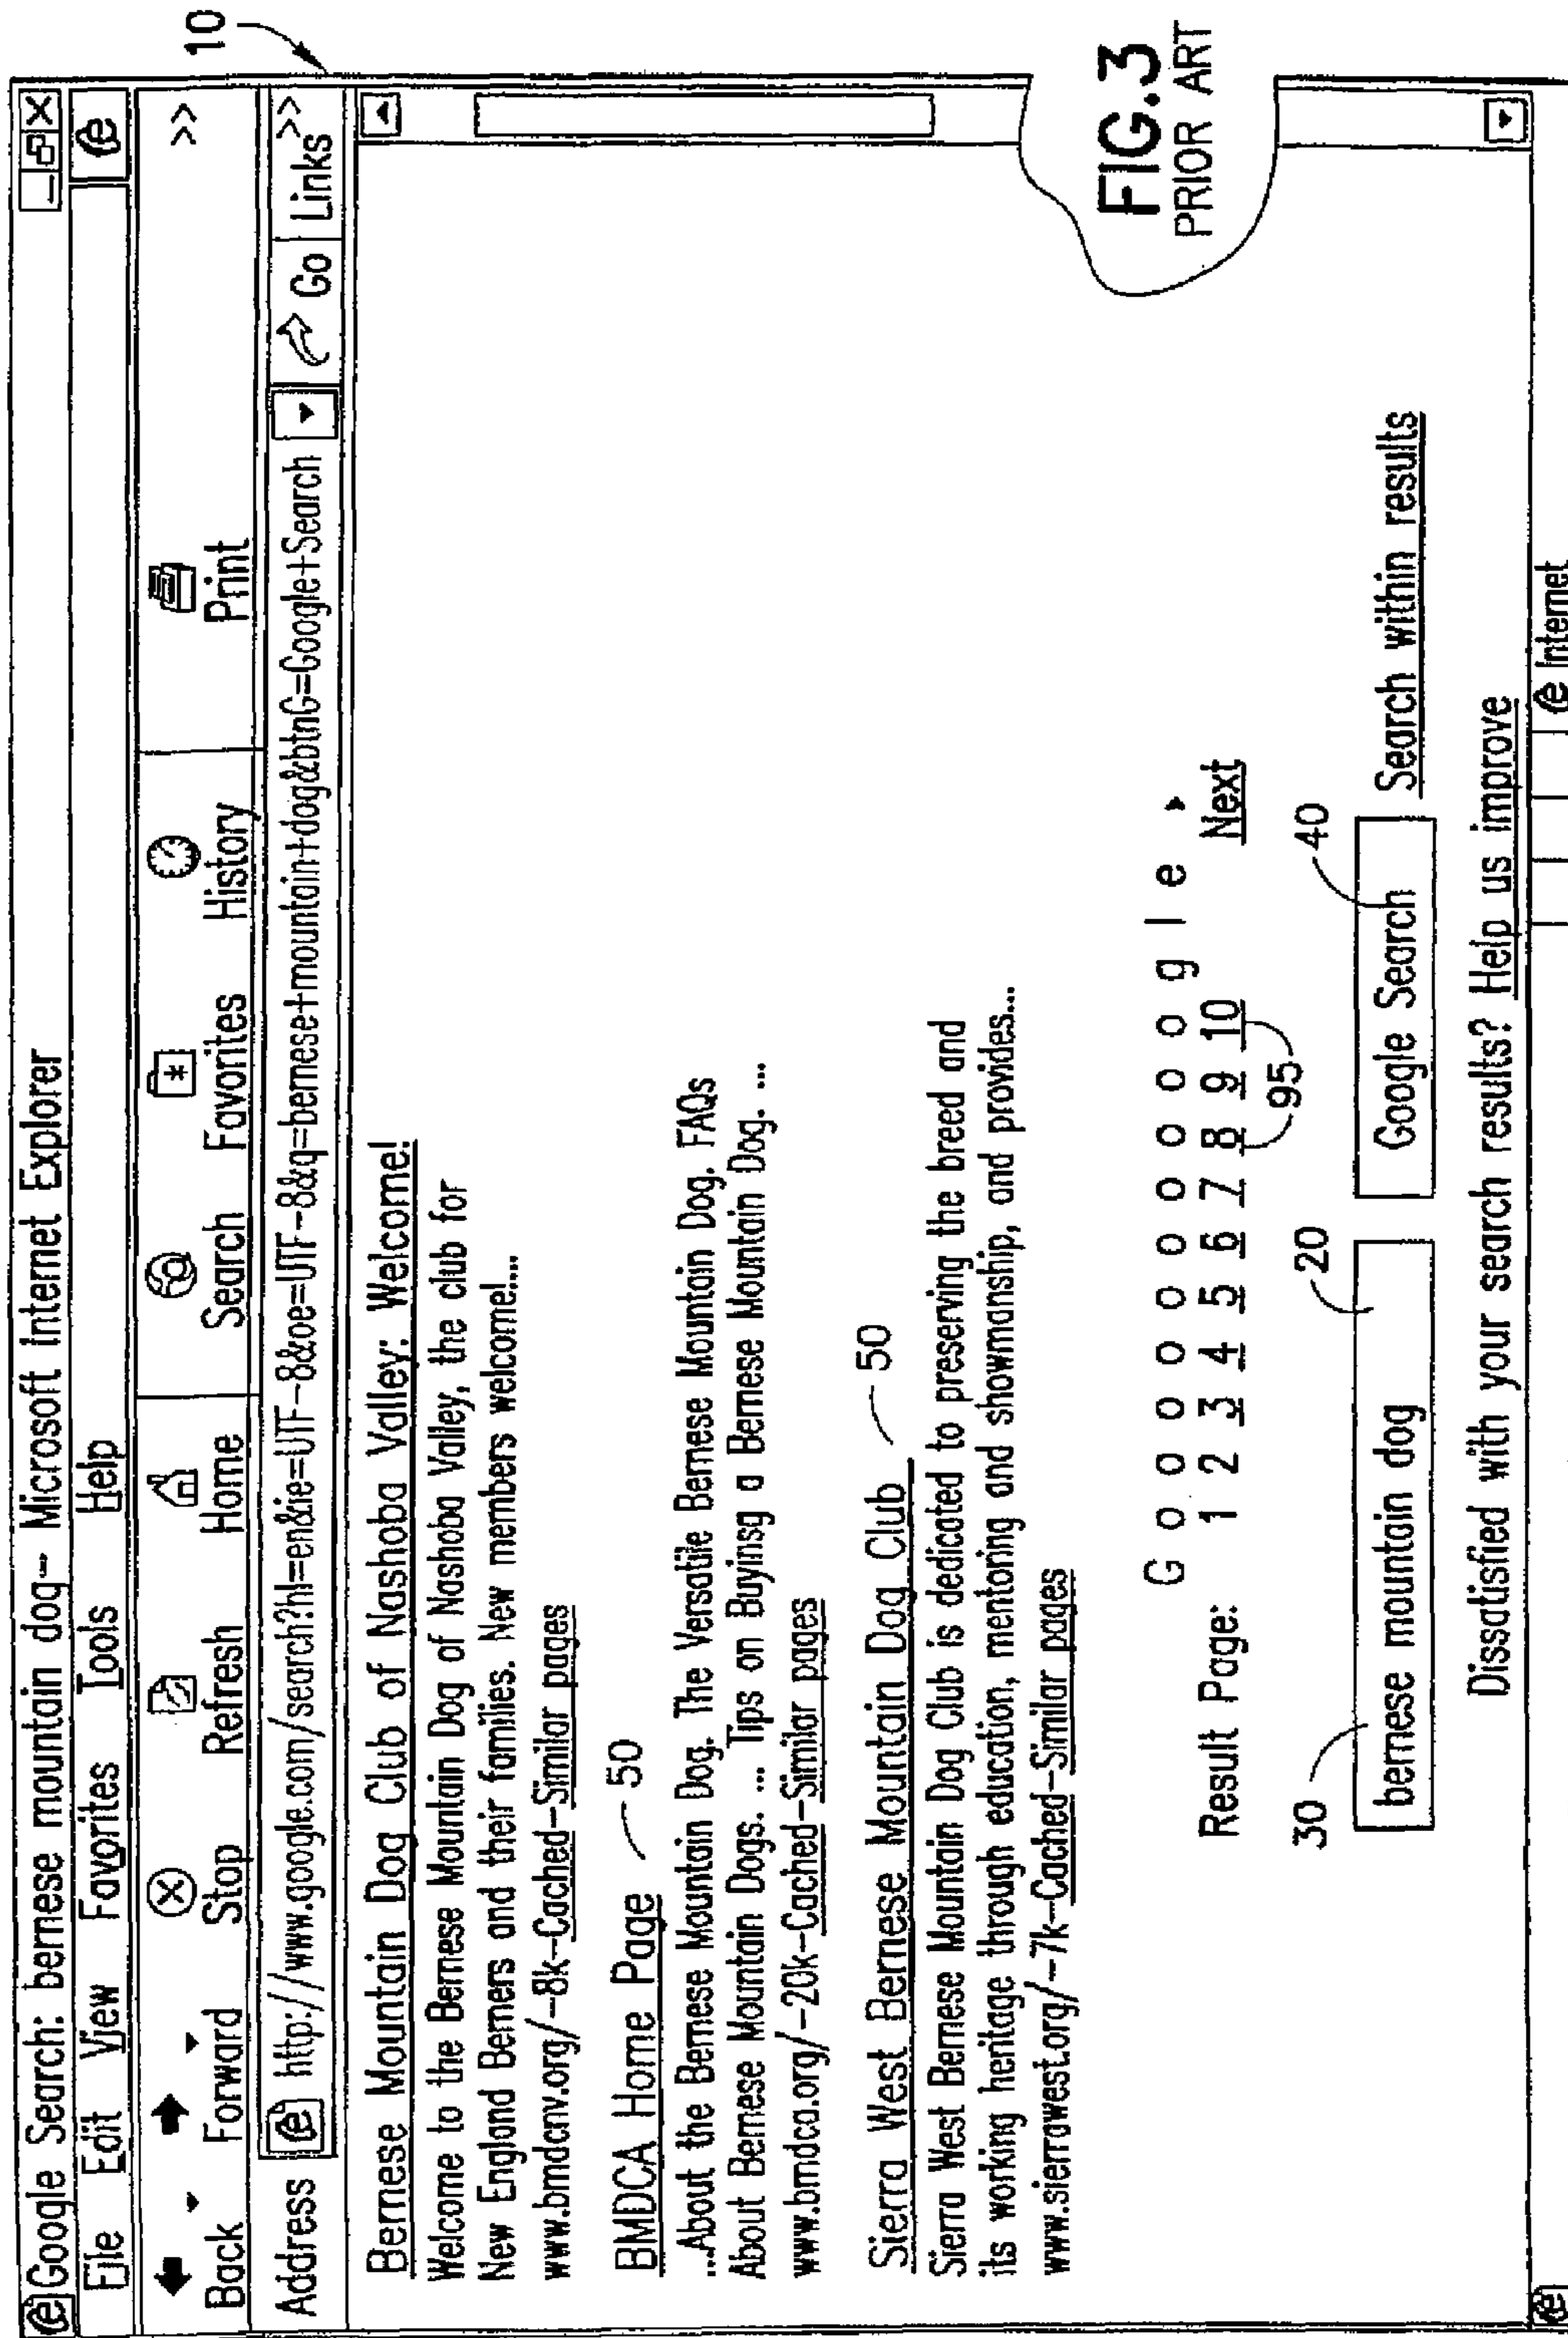 Google Search: bernese mountain dog- Microsoft Internet Explorer
File Edit View Favorites Tools Help
Back Forward Stop Refresh Home Search Favorites History Print >>
Address http://www.google.com/search?hl=en&ie=UTF-8&oe=UTF-8&q=bernese+mountain+dog&btnG=Google+Search Go Links >>
10
Bernese Mountain Dog Club of Nashoba Valley: Welcome!
Welcome to the Bernese Mountain Dog of Nashoba Valley, the club for
New England Berners and their families. New members welcome!...
www.bmdcnv.org/-8k-Cached-Similar pages
BMDCA Home Page 50
...About the Bernese Mountain Dog. The Versatile Bernese Mountain Dog. FAQs
About Bernese Mountain Dogs. ... Tips on Buyinsg a Bernese Mountain Dog. ...
www.bmdca.org/-20k-Cached-Similar pages
Sierra West Bernese Mountain Dog Club 50
Sierra West Bernese Mountain Dog Club is dedicated to preserving the breed and
its working heritage through education, mentoring and showmanship, and provides...
www.sierrawest.org/-7k-Cached-Similar pages
G o o o o o o o o o o g l e
Result Page: 1 2 3 4 5 6 7 8 9 10 Next
95
30 20 40
bernese mountain dog Google Search Search within results
Dissatisfied with your search results? Help us improve
Internet
FIG.3
PRIOR ART